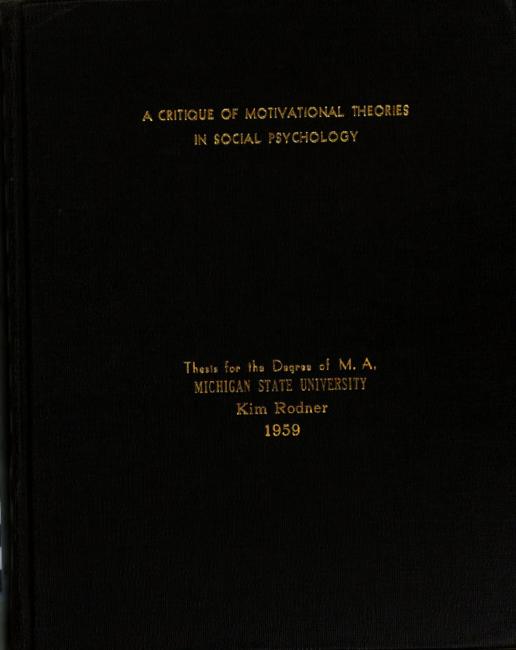 A CRITIQUE OF MOTIVATIONAL THEORIES
IN SOCIAL PSYCHOLOGY
Thesis for the Degree of M. A.
MICHIGAN STATE UNIVERSITY
Kim Rodner
1959